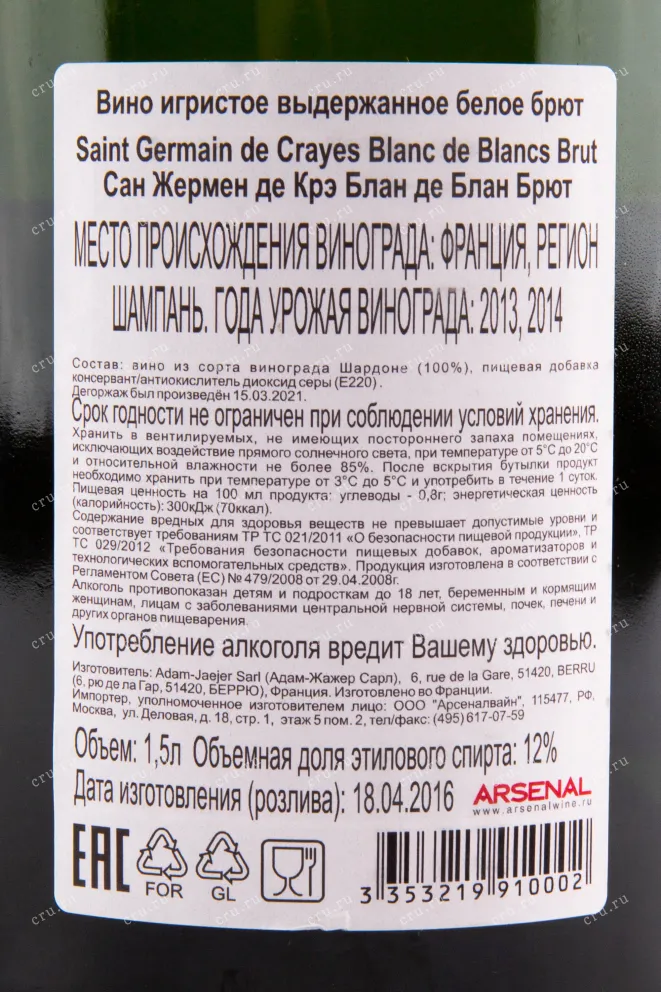 Вино игристое выдержанное белое брют
Saint Germain de Crayes Blanc de Blancs Brut
Сан Жермен де Крэ Блан де Блан Брют
МЕСТО ПРОИСХОЖДЕНИЯ ВИНОГРАДА: ФРАНЦИЯ, РЕГИОН
ШАМПАНЬ. ГОДА УРОЖАЯ ВИНОГРАДА: 2013, 2014
Состав: вино из сорта винограда Шардоне (100%), пищевая добавка
консервант/антиокислитель диоксид серы (Е220).
Дегоржаж был произведён 15.03.2021.
Срок годности не ограничен при соблюдении условий хранения.
Хранить в вентилируемых, не имеющих постороннего запаха помещениях,
исключающих воздействие прямого солнечного света, при температуре от 5°С до 20°С
и относительной влажности не более 85%. После вскрытия бутылки продукт
необходимо хранить при температуре от 3°С до 5°С и употребить в течение 1 суток.
Пищевая ценность на 100 мл продукта: углеводы - 0,8г; энергетическая ценность
(калорийность): 300кДж (70ккал).
Содержание вредных для здоровья веществ не превышает допустимые уровни и
соответствует требованиям ТР ТС 021/2011 «О безопасности пищевой продукции», ТР
ТС 029/2012 «Требования безопасности пищевых добавок, ароматизаторов и
технологических вспомогательных средств». Продукция изготовлена в соответствии с
Регламентом Совета (ЕС) № 479/2008 от 29.04.2008г.
Алкоголь противопоказан детям и подросткам до 18 лет, беременным и кормящим
женщинам, лицам с заболеваниями центральной нервной системы, почек, печени и
других органов пищеварения.
Употребление алкоголя вредит Вашему здоровью.
Изготовитель: Adam-Jaejer Sarl (Адам-Жажер Сарл), 6, rue de la Gare, 51420, BERRU
(6, рю де ла Гар, 51420, БЕРРЮ), Франция. Изготовлено во Франции.
Импортер, уполномоченное изготовителем лицо: ООО "Арсеналвайн", 115477, РФ,
Москва, ул. Деловая, д. 18, стр. 1, этаж 5 пом. 2, тел/факс: (495) 617-07-59
Объем: 1,5л Объемная доля этилового спирта: 12%
Дата изготовления (розлива): 18.04.2016
ARSENAL
www.arsenalwine.ru
EAC
FOR
GL
3 353219 910002